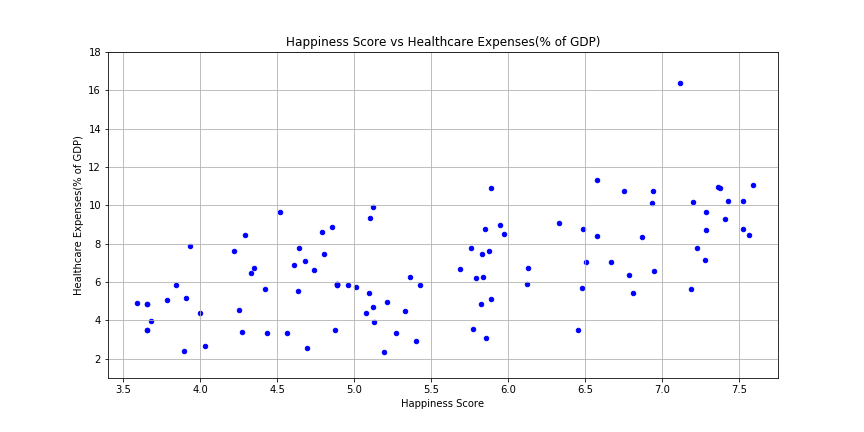 Happiness Score vs Healthcare Expenses(% of GDP)
Healthcare Expenses(% of GDP)
18
16
14
12
10
8
6
4
2
3.5 4.0 4.5 5.0 5.5 6.0 6.5 7.0 7.5
Happiness Score